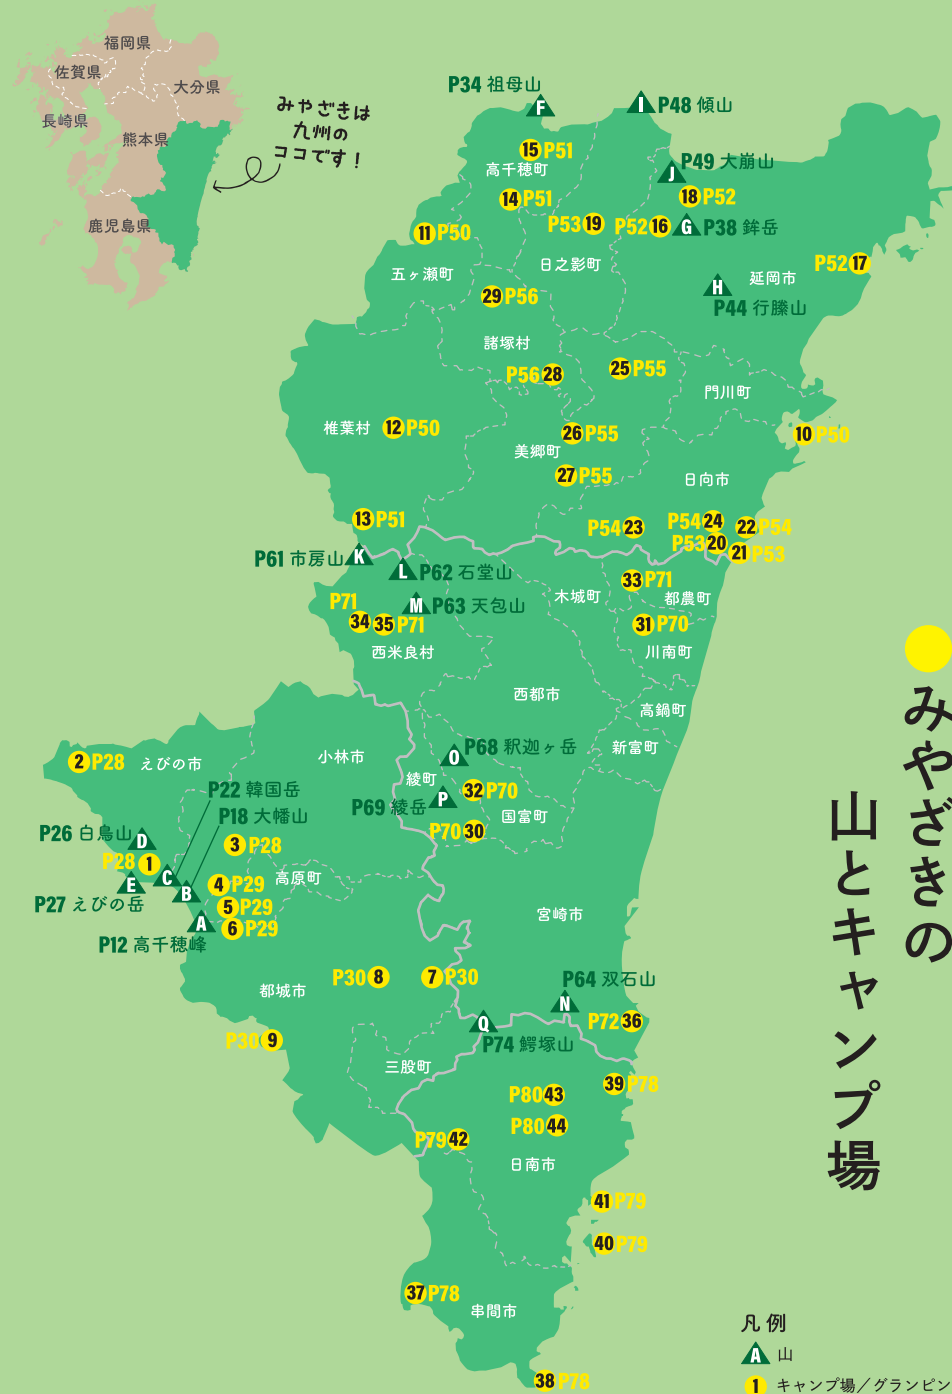 福岡県
佐賀県
大分県
長崎県
熊本県
鹿児島県
みやざきは
九州の
ココです！
P34 祖母山
F
I P48 傾山
15 P51
高千穂町
J P49 大崩山
14 P51
18 P52
11 P50
P53 19
P52 16
G P38 鉾岳
五ヶ瀬町
日之影町
P52 17
延岡市
29 P56
H
P44 行縢山
諸塚村
P56 28
25 P55
門川町
椎葉村
12 P50
26 P55
10 P50
美郷町
27 P55
日向市
13 P51
P54 23
P54 24
22 P54
P53 20
21 P53
P61 市房山 K
L P62 石堂山
33 P71
木城町
都農町
P71
M P63 天包山
34 35 P71
31 P70
西米良村
川南町
西都市
高鍋町
新富町
2 P28
えびの市
小林市
O P68 釈迦ヶ岳
綾町
P22 韓国岳
32 P70
P69 綾岳 P
P18 大幡山
国富町
P26 白鳥山 D
P70 30
3 P28
P28 1
C
E
B
4 P29
高原町
P27 えびの岳
5 P29
A
6 P29
P12 高千穂峰
宮崎市
P30 8
7 P30
P64 双石山
都城市
N
P72 36
Q
P74 鰐塚山
P30 9
三股町
39 P78
P80 43
P80 44
P79 42
日南市
41 P79
40 P79
37 P78
串間市
38 P78
みやざきの
山とキャンプ場
凡例
A 山
1 キャンプ場／グランピン